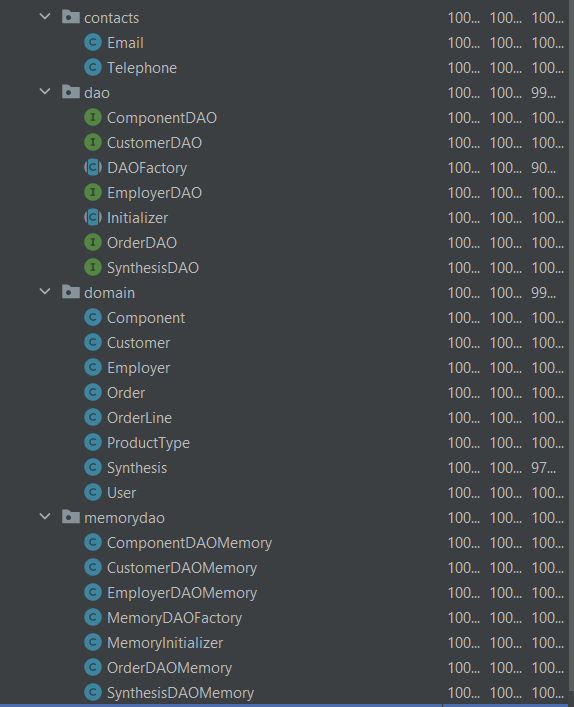 contacts 100... 100... 100...
C Email 100... 100... 100...
C Telephone 100... 100... 100...
dao 100... 100... 99...
I ComponentDAO 100... 100... 100...
I CustomerDAO 100... 100... 100...
C DAOFactory 100... 100... 90...
I EmployerDAO 100... 100... 100...
C Initializer 100... 100... 100...
I OrderDAO 100... 100... 100...
I SynthesisDAO 100... 100... 100...
domain 100... 100... 99...
C Component 100... 100... 100...
C Customer 100... 100... 100...
C Employer 100... 100... 100...
C Order 100... 100... 100...
C OrderLine 100... 100... 100...
C ProductType 100... 100... 100...
C Synthesis 100... 100... 97...
C User 100... 100... 100...
memorydao 100... 100... 100...
C ComponentDAOMemory 100... 100... 100...
C CustomerDAOMemory 100... 100... 100...
C EmployerDAOMemory 100... 100... 100...
C MemoryDAOFactory 100... 100... 100...
C MemoryInitializer 100... 100... 100...
C OrderDAOMemory 100... 100... 100...
C SynthesisDAOMemory 100... 100... 100...